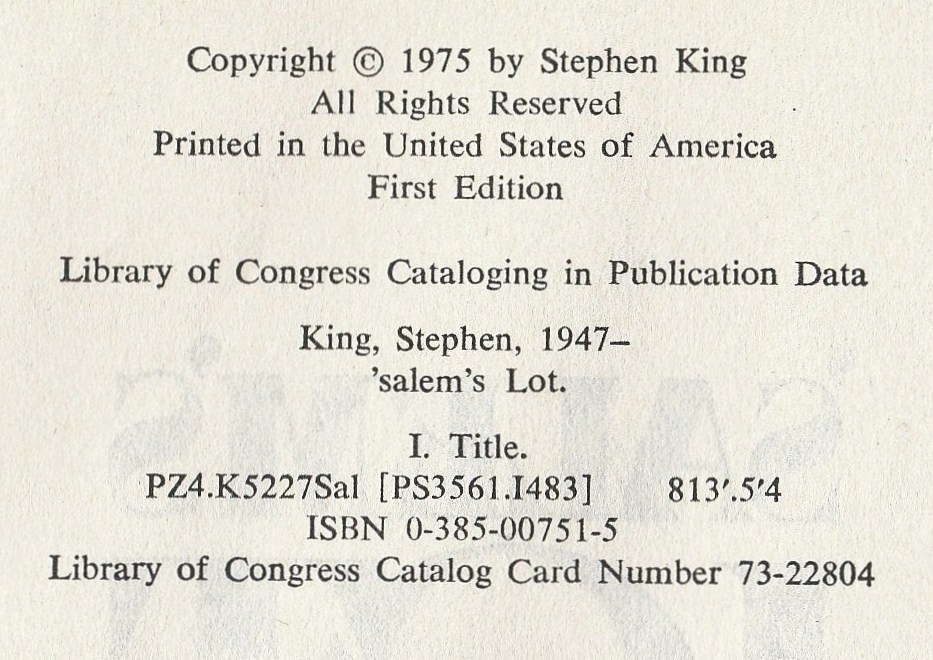 Copyright © 1975 by Stephen King
All Rights Reserved
Printed in the United States of America
First Edition
Library of Congress Cataloging in Publication Data
King, Stephen, 1947–
'salem's Lot.
I. Title.
PZ4.K5227Sal [PS3561.I483] 813'.5'4
ISBN 0-385-00751-5
Library of Congress Catalog Card Number 73-22804